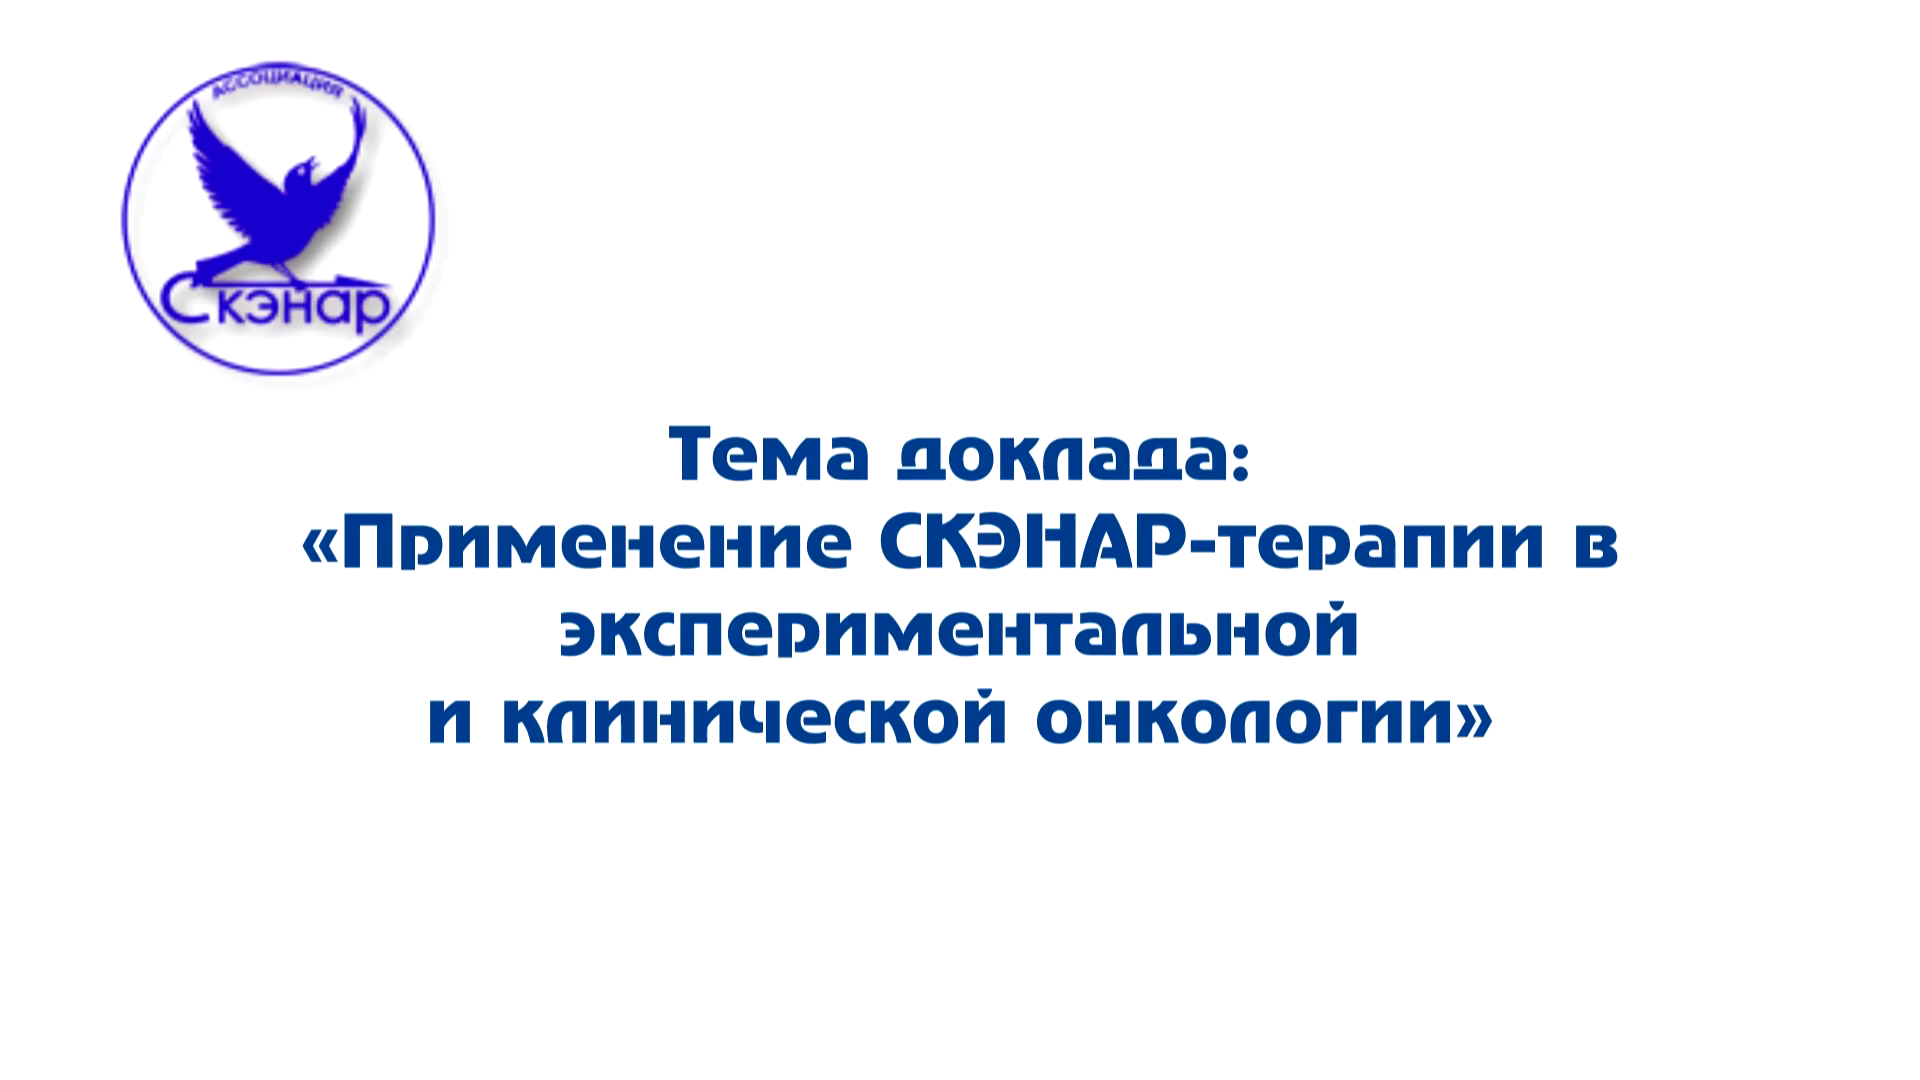 АССОЦИАЦИЯ
Скэнар
Тема доклада:
«Применение СКЭНАР-терапии в
экспериментальной
и клинической онкологии»